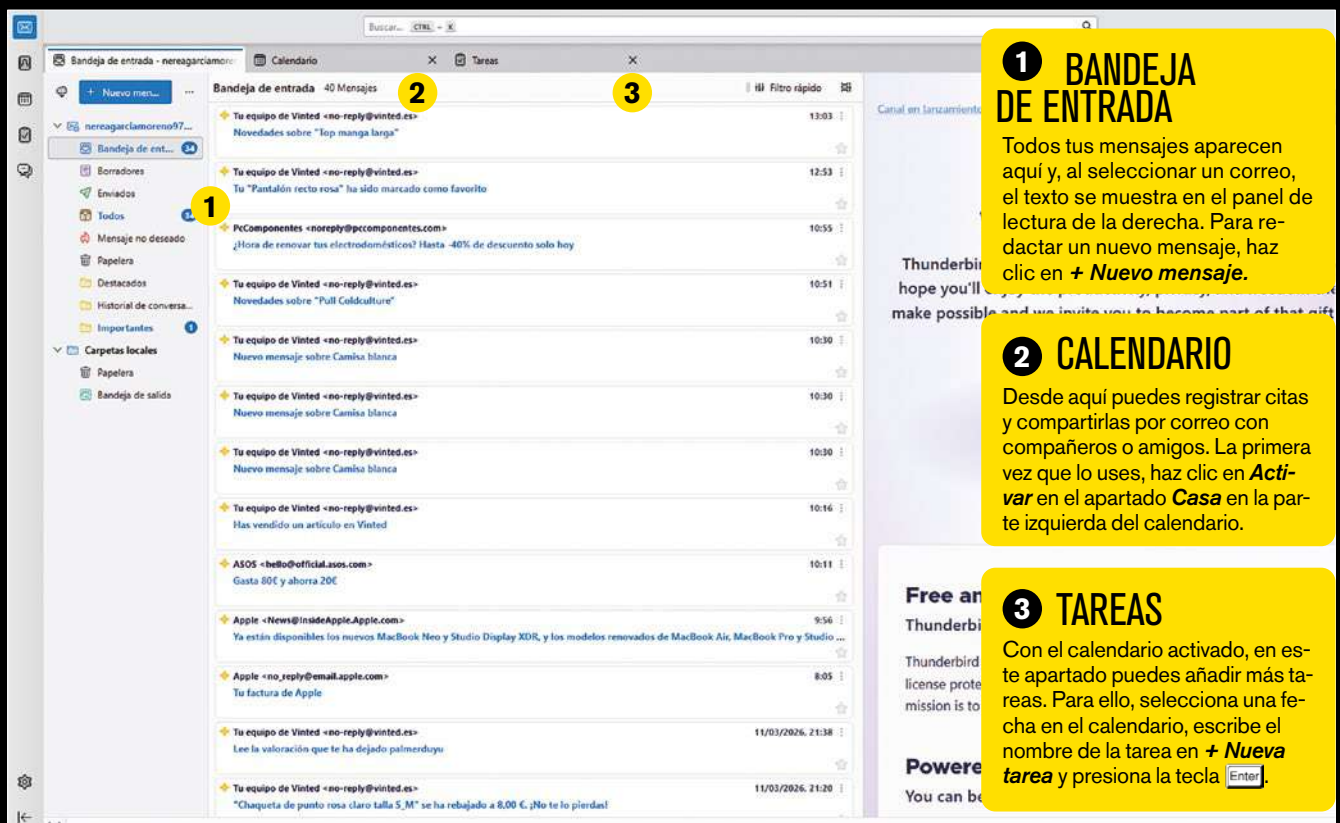 Buscar... CTRL + K
Bandeja de entrada - nereagarciamore
Calendario
Tareas
+ Nuevo men...
Bandeja de entrada 40 Mensajes
Filtro rápido
nereagarciamoreno97...
Bandeja de ent... 34
Borradores
Enviados
Todos
Mensaje no deseado
Papelera
Destacados
Historial de conversa...
Importantes 1
Carpetas locales
Papelera
Bandeja de salida
1
2
3
Tu equipo de Vinted <no-reply@vinted.es> 13:03
Novedades sobre "Top manga larga"
Tu equipo de Vinted <no-reply@vinted.es> 12:53
Tu "Pantalón recto rosa" ha sido marcado como favorito
PcComponentes <noreply@pccomponentes.com> 10:55
¿Hora de renovar tus electrodomésticos? Hasta -40% de descuento solo hoy
Tu equipo de Vinted <no-reply@vinted.es> 10:51
Novedades sobre "Pull Coldculture"
Tu equipo de Vinted <no-reply@vinted.es> 10:30
Nuevo mensaje sobre Camisa blanca
Tu equipo de Vinted <no-reply@vinted.es> 10:30
Nuevo mensaje sobre Camisa blanca
Tu equipo de Vinted <no-reply@vinted.es> 10:30
Nuevo mensaje sobre Camisa blanca
Tu equipo de Vinted <no-reply@vinted.es> 10:16
Has vendido un artículo en Vinted
ASOS <hello@official.asos.com> 10:11
Gasta 80€ y ahorra 20€
Apple <News@InsideApple.Apple.com> 9:56
Ya están disponibles los nuevos MacBook Neo y Studio Display XDR, y los modelos renovados de MacBook Air, MacBook Pro y Studio ...
Apple <no_reply@email.apple.com> 8:05
Tu factura de Apple
Tu equipo de Vinted <no-reply@vinted.es> 11/03/2026, 21:38
Lee la valoración que te ha dejado palmerduyu
Tu equipo de Vinted <no-reply@vinted.es> 11/03/2026, 21:20
"Chaqueta de punto rosa claro talla S_M" se ha rebajado a 8,00 €. ¡No te lo pierdas!
Canal en lanzamiento
Thunderbir
hope you'll
make possible and we invite you to become part of that gift
Free an
Thunderbi
Thunderbird
license prote
mission is to
Powere
You can be
1 BANDEJA
DE ENTRADA
Todos tus mensajes aparecen
aquí y, al seleccionar un correo,
el texto se muestra en el panel de
lectura de la derecha. Para re-
dactar un nuevo mensaje, haz
clic en + Nuevo mensaje.
2 CALENDARIO
Desde aquí puedes registrar citas
y compartirlas por correo con
compañeros o amigos. La primera
vez que lo uses, haz clic en Acti-
var en el apartado Casa en la par-
te izquierda del calendario.
3 TAREAS
Con el calendario activado, en es-
te apartado puedes añadir más ta-
reas. Para ello, selecciona una fe-
cha en el calendario, escribe el
nombre de la tarea en + Nueva
tarea y presiona la tecla Enter.